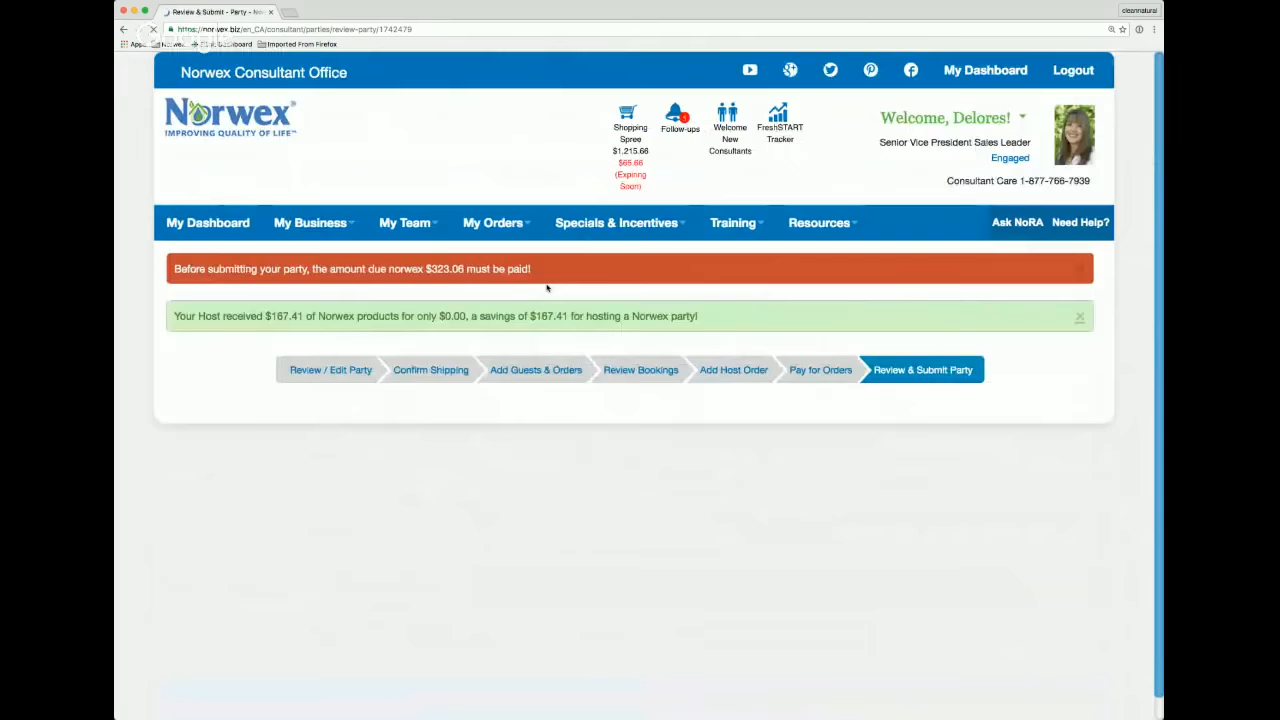 Review & Submit - Party - No
cleannatural
https://norwex.biz/en_CA/consultant/parties/review-party/1742479
Apps
Dashboard
Imported From Firefox
Norwex Consultant Office
My Dashboard
Logout
Norwex
IMPROVING QUALITY OF LIFE™
Shopping
Spree
$1,215.66
$65.66
(Expiring
Soon)
Follow-ups
Welcome
New
Consultants
FreshSTART
Tracker
Welcome, Delores!
Senior Vice President Sales Leader
Engaged
Consultant Care 1-877-766-7939
My Dashboard
My Business
My Team
My Orders
Specials & Incentives
Training
Resources
Ask NoRA
Need Help?
Before submitting your party, the amount due norwex $323.06 must be paid!
Your Host received $167.41 of Norwex products for only $0.00, a savings of $167.41 for hosting a Norwex party!
Review / Edit Party
Confirm Shipping
Add Guests & Orders
Review Bookings
Add Host Order
Pay for Orders
Review & Submit Party